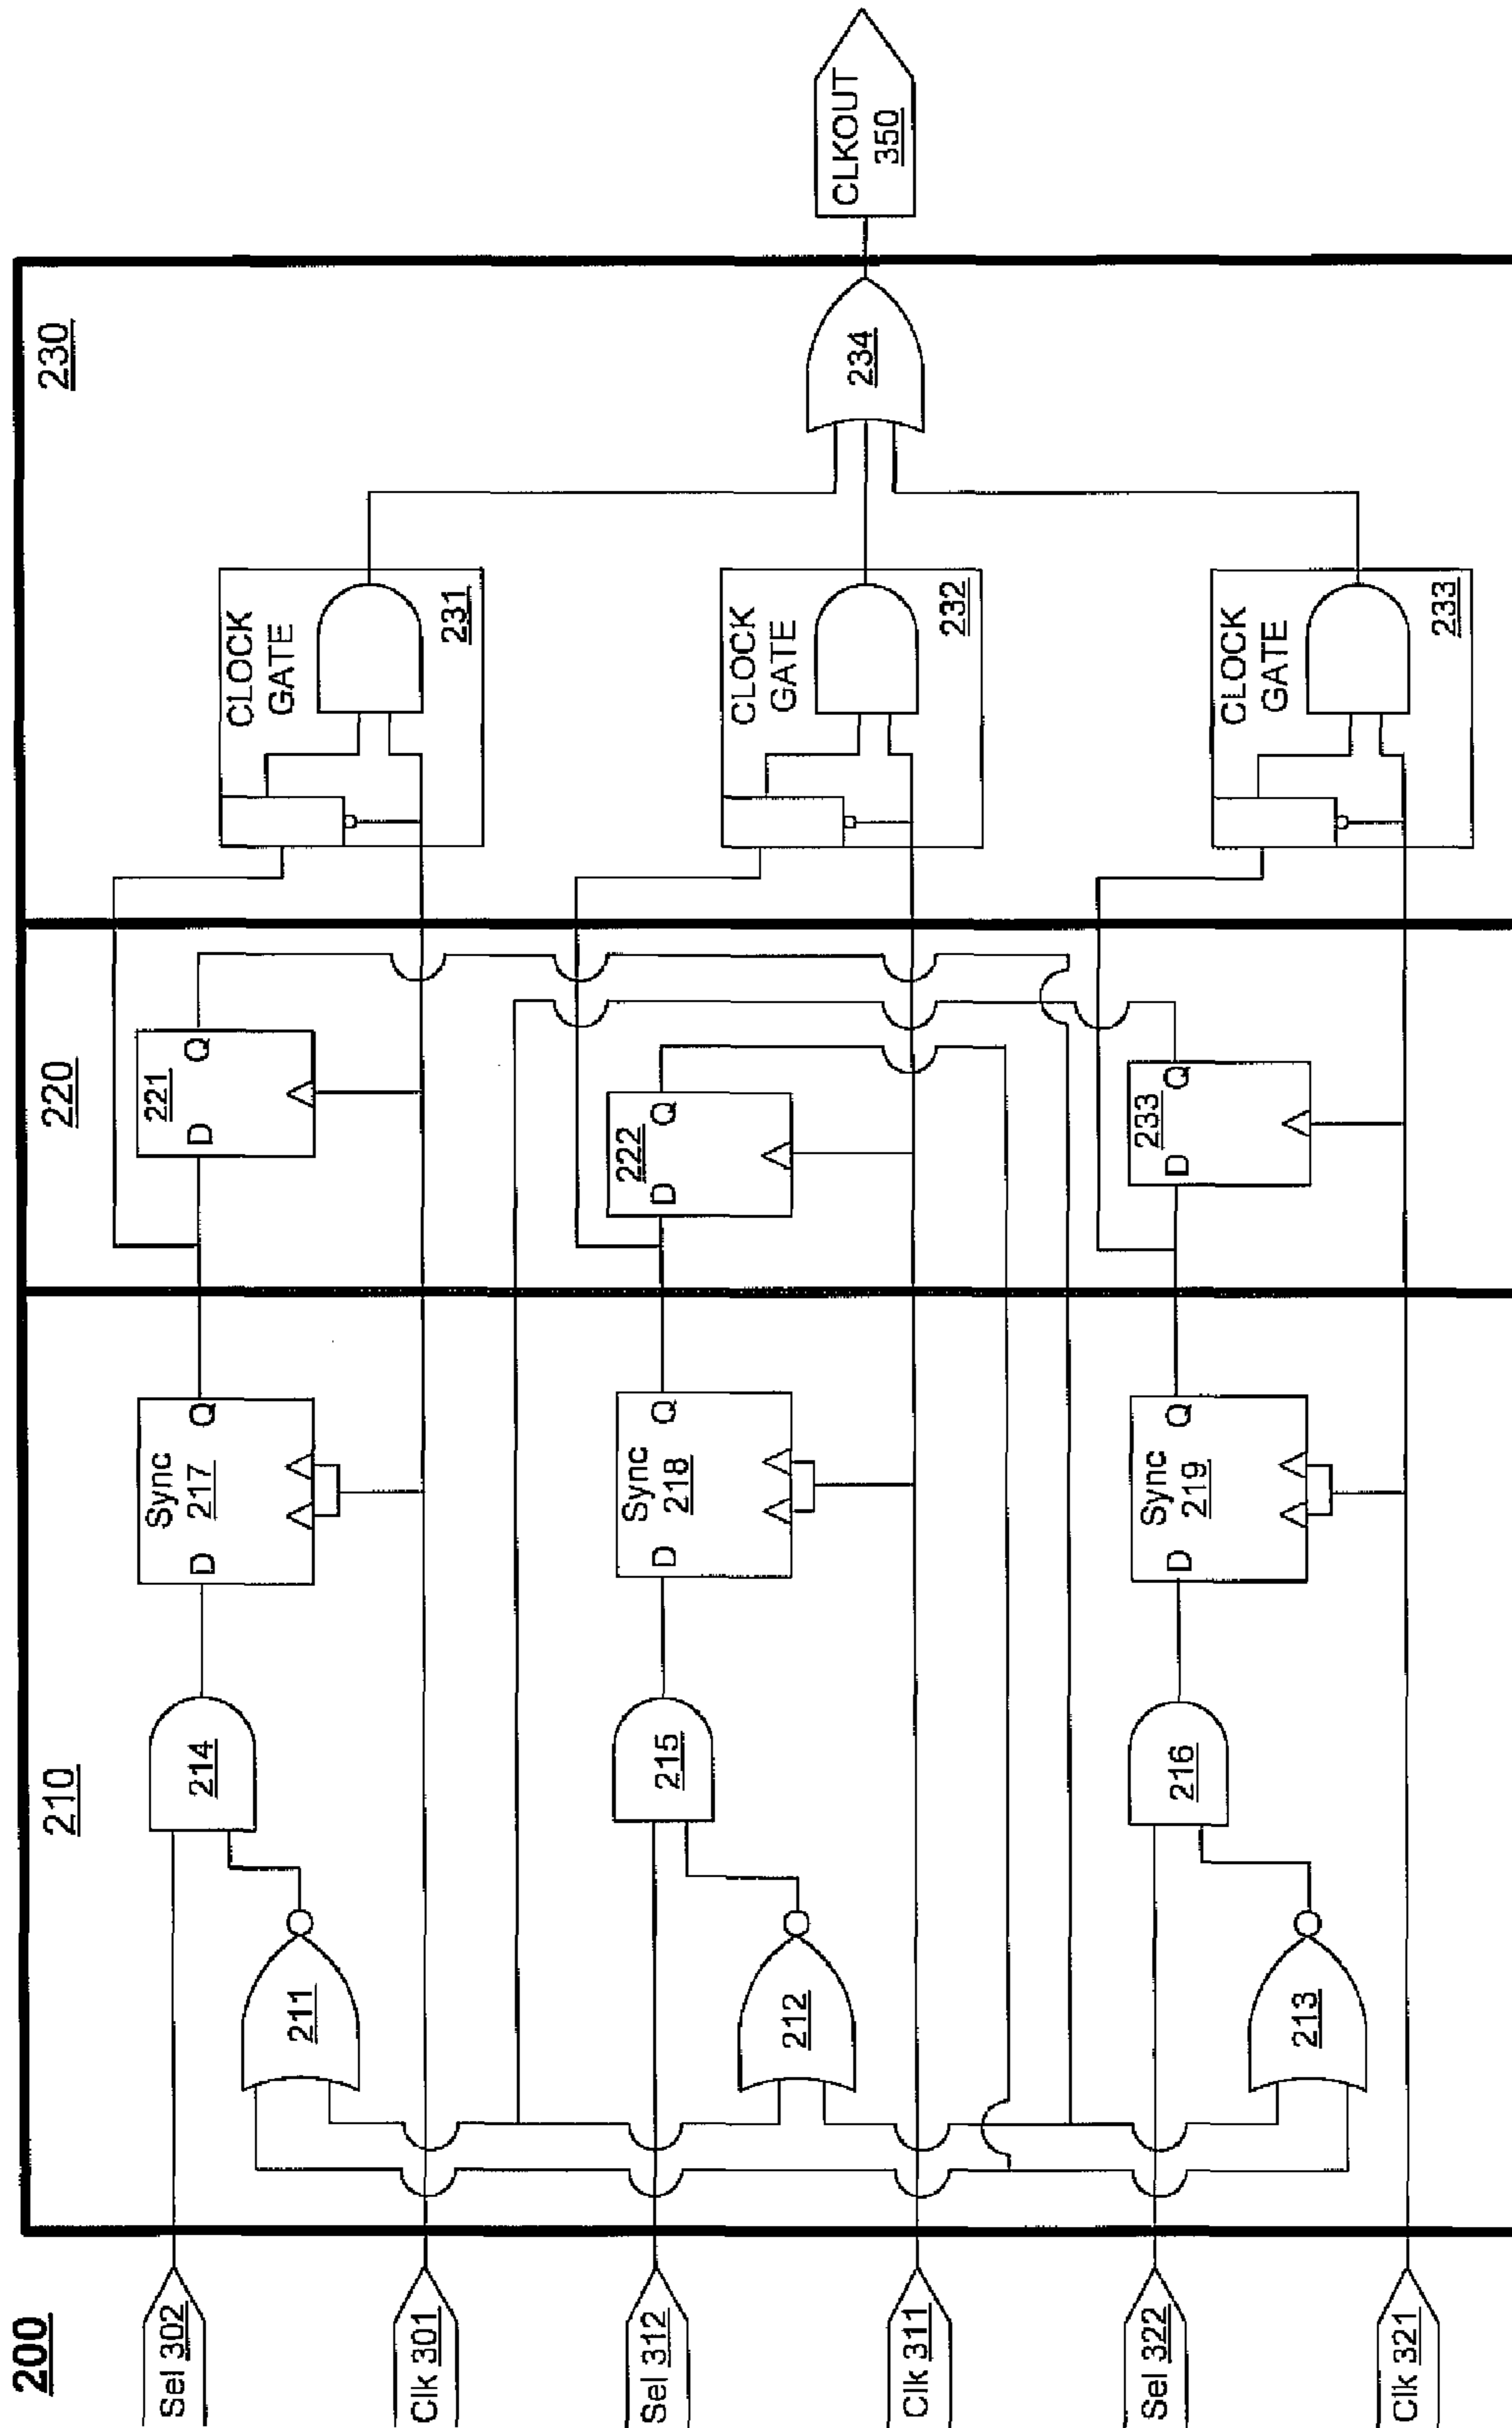 200
210
220
230
Sel 302
Clk 301
Sel 312
Clk 311
Sel 322
Clk 321
211
214
D
Sync
217
Q
D
221
Q
CLOCK
GATE
231
212
215
D
Sync
218
Q
D
222
Q
CLOCK
GATE
232
234
CLKOUT
350
213
216
D
Sync
219
Q
D
233
Q
CLOCK
GATE
233